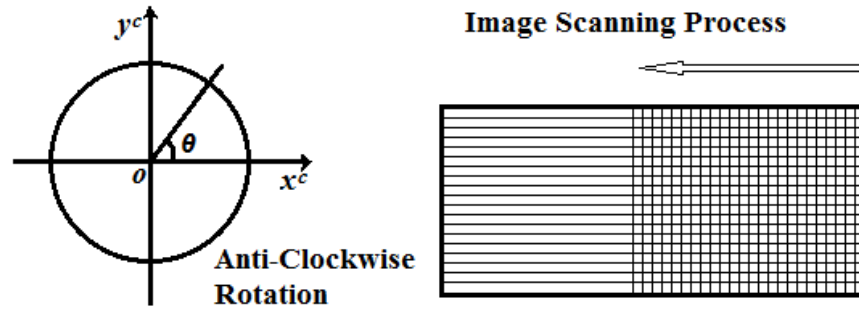 y^c
Image Scanning Process
θ
o
x^c
Anti-Clockwise
Rotation